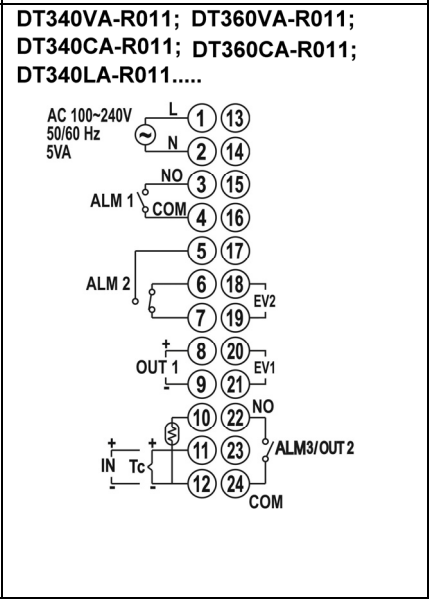 DT340VA-R011; DT360VA-R011;
DT340CA-R011; DT360CA-R011;
DT340LA-R011.....
AC 100~240V L 1 13
50/60 Hz
5VA N 2 14
NO 3 15
ALM 1 COM 4 16
5 17
ALM 2 6 18
EV2
7 19
+ 8 20
OUT 1 EV1
- 9 21
10 22 NO
+ + 11 23 ALM3/OUT 2
IN Tc
- - 12 24
COM